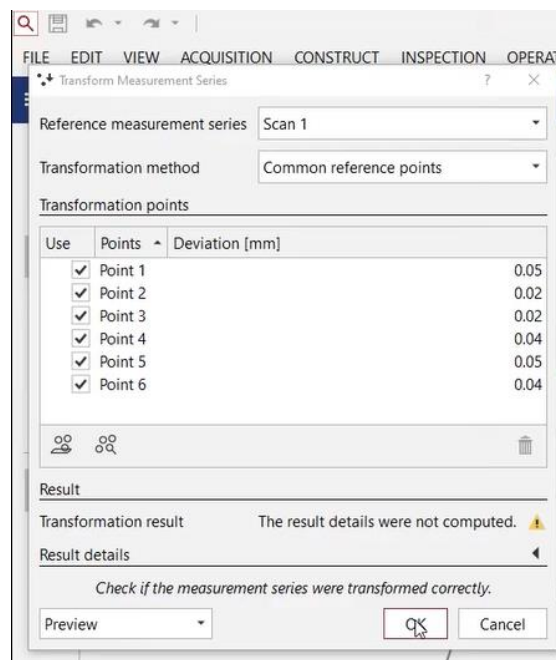 FILE EDIT VIEW ACQUISITION CONSTRUCT INSPECTION OPERA
Transform Measurement Series ?
Reference measurement series Scan 1
Transformation method Common reference points
Transformation points
Use Points Deviation [mm]
Point 1 0.05
Point 2 0.02
Point 3 0.02
Point 4 0.04
Point 5 0.05
Point 6 0.04
Result
Transformation result The result details were not computed.
Result details
Check if the measurement series were transformed correctly.
Preview OK Cancel